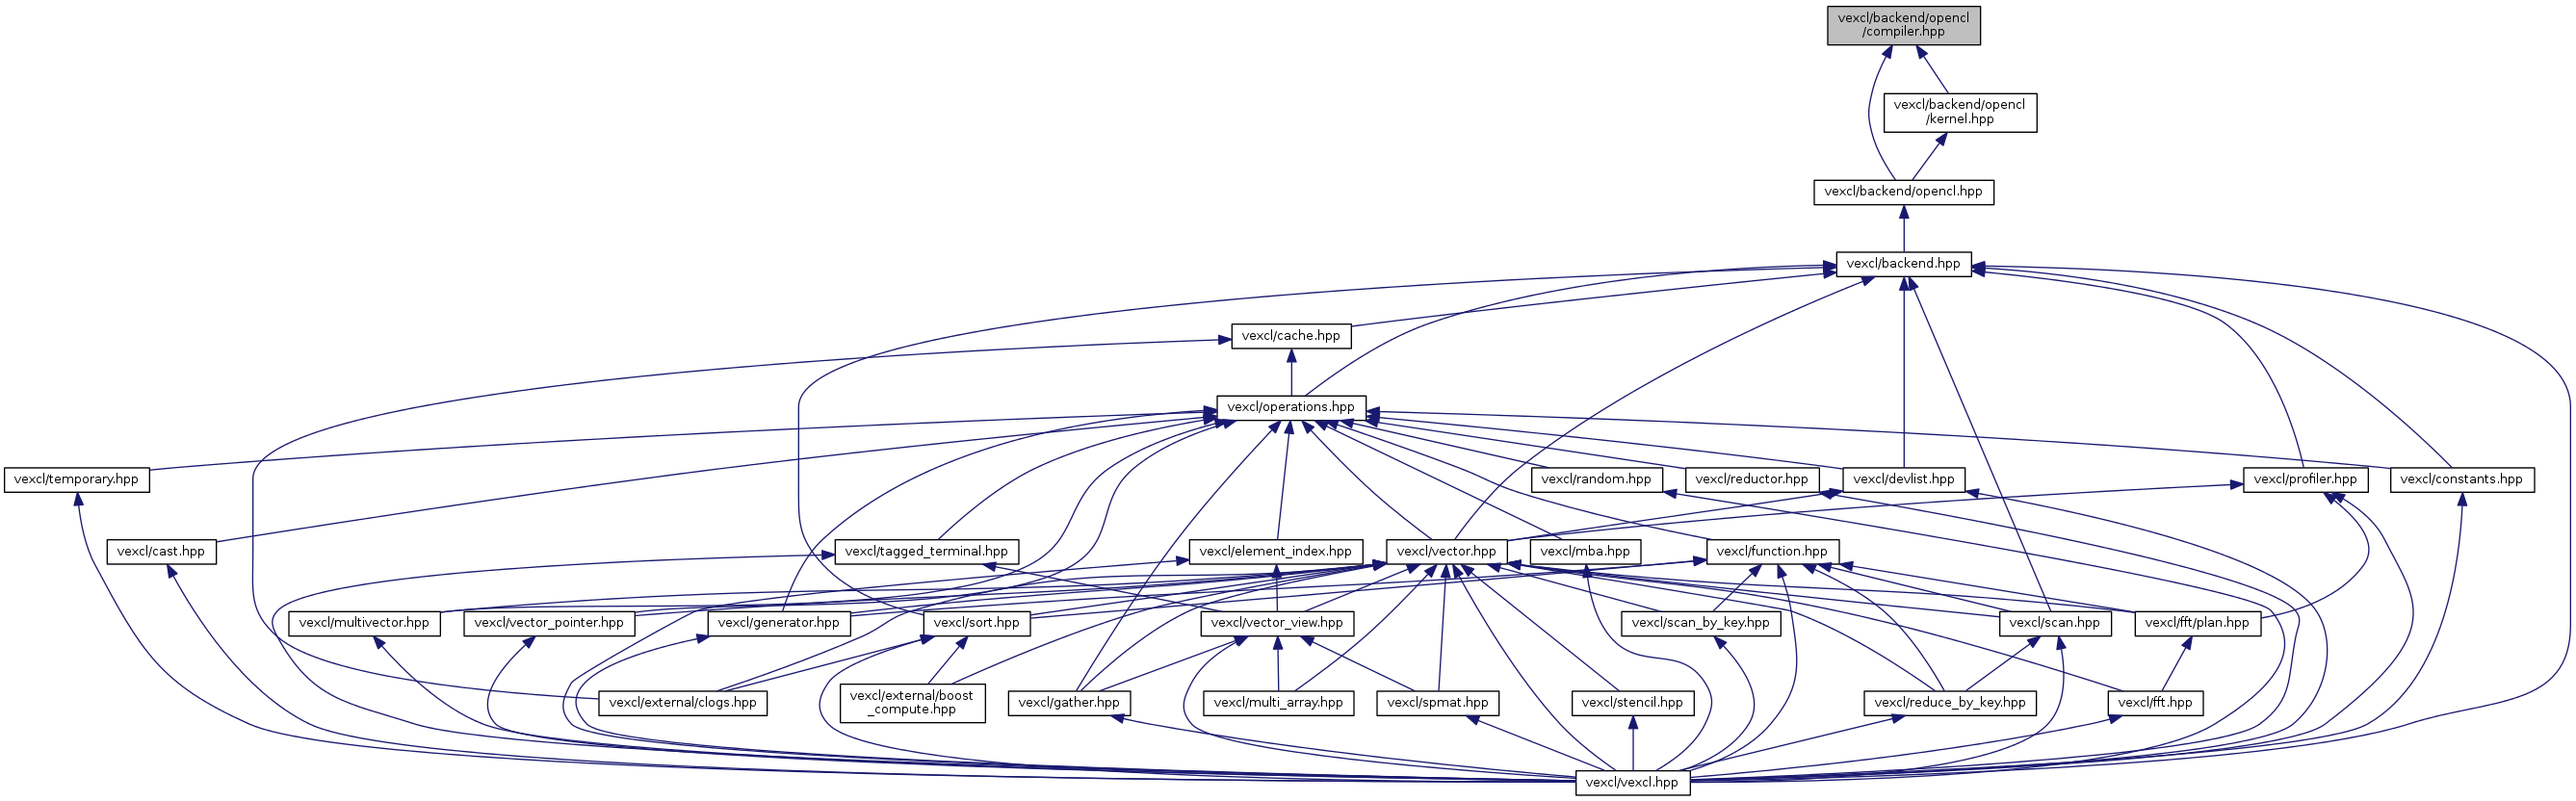 vexcl/backend/opencl
/compiler.hpp
vexcl/backend/opencl
/kernel.hpp
vexcl/backend/opencl.hpp
vexcl/backend.hpp
vexcl/cache.hpp
vexcl/operations.hpp
vexcl/temporary.hpp
vexcl/random.hpp
vexcl/reductor.hpp
vexcl/devlist.hpp
vexcl/profiler.hpp
vexcl/constants.hpp
vexcl/cast.hpp
vexcl/tagged_terminal.hpp
vexcl/element_index.hpp
vexcl/vector.hpp
vexcl/mba.hpp
vexcl/function.hpp
vexcl/multivector.hpp
vexcl/vector_pointer.hpp
vexcl/generator.hpp
vexcl/sort.hpp
vexcl/vector_view.hpp
vexcl/scan_by_key.hpp
vexcl/scan.hpp
vexcl/fft/plan.hpp
vexcl/external/clogs.hpp
vexcl/external/boost
_compute.hpp
vexcl/gather.hpp
vexcl/multi_array.hpp
vexcl/spmat.hpp
vexcl/stencil.hpp
vexcl/reduce_by_key.hpp
vexcl/fft.hpp
vexcl/vexcl.hpp